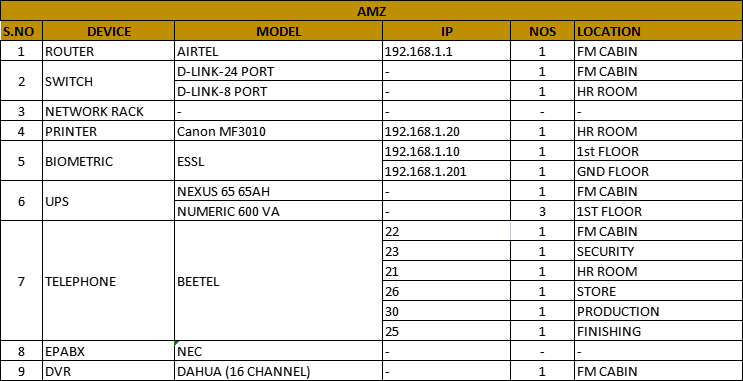 AMZ
S.NO DEVICE MODEL IP NOS LOCATION
1 ROUTER AIRTEL 192.168.1.1 1 FM CABIN
2 SWITCH D-LINK-24 PORT - 1 FM CABIN
D-LINK-8 PORT - 1 HR ROOM
3 NETWORK RACK - - - -
4 PRINTER Canon MF3010 192.168.1.20 1 HR ROOM
5 BIOMETRIC ESSL 192.168.1.10 1 1st FLOOR
192.168.1.201 1 GND FLOOR
6 UPS NEXUS 65 65AH - 1 FM CABIN
NUMERIC 600 VA - 3 1ST FLOOR
7 TELEPHONE BEETEL 22 1 FM CABIN
23 1 SECURITY
21 1 HR ROOM
26 1 STORE
30 1 PRODUCTION
25 1 FINISHING
8 EPABX NEC - - -
9 DVR DAHUA (16 CHANNEL) - 1 FM CABIN